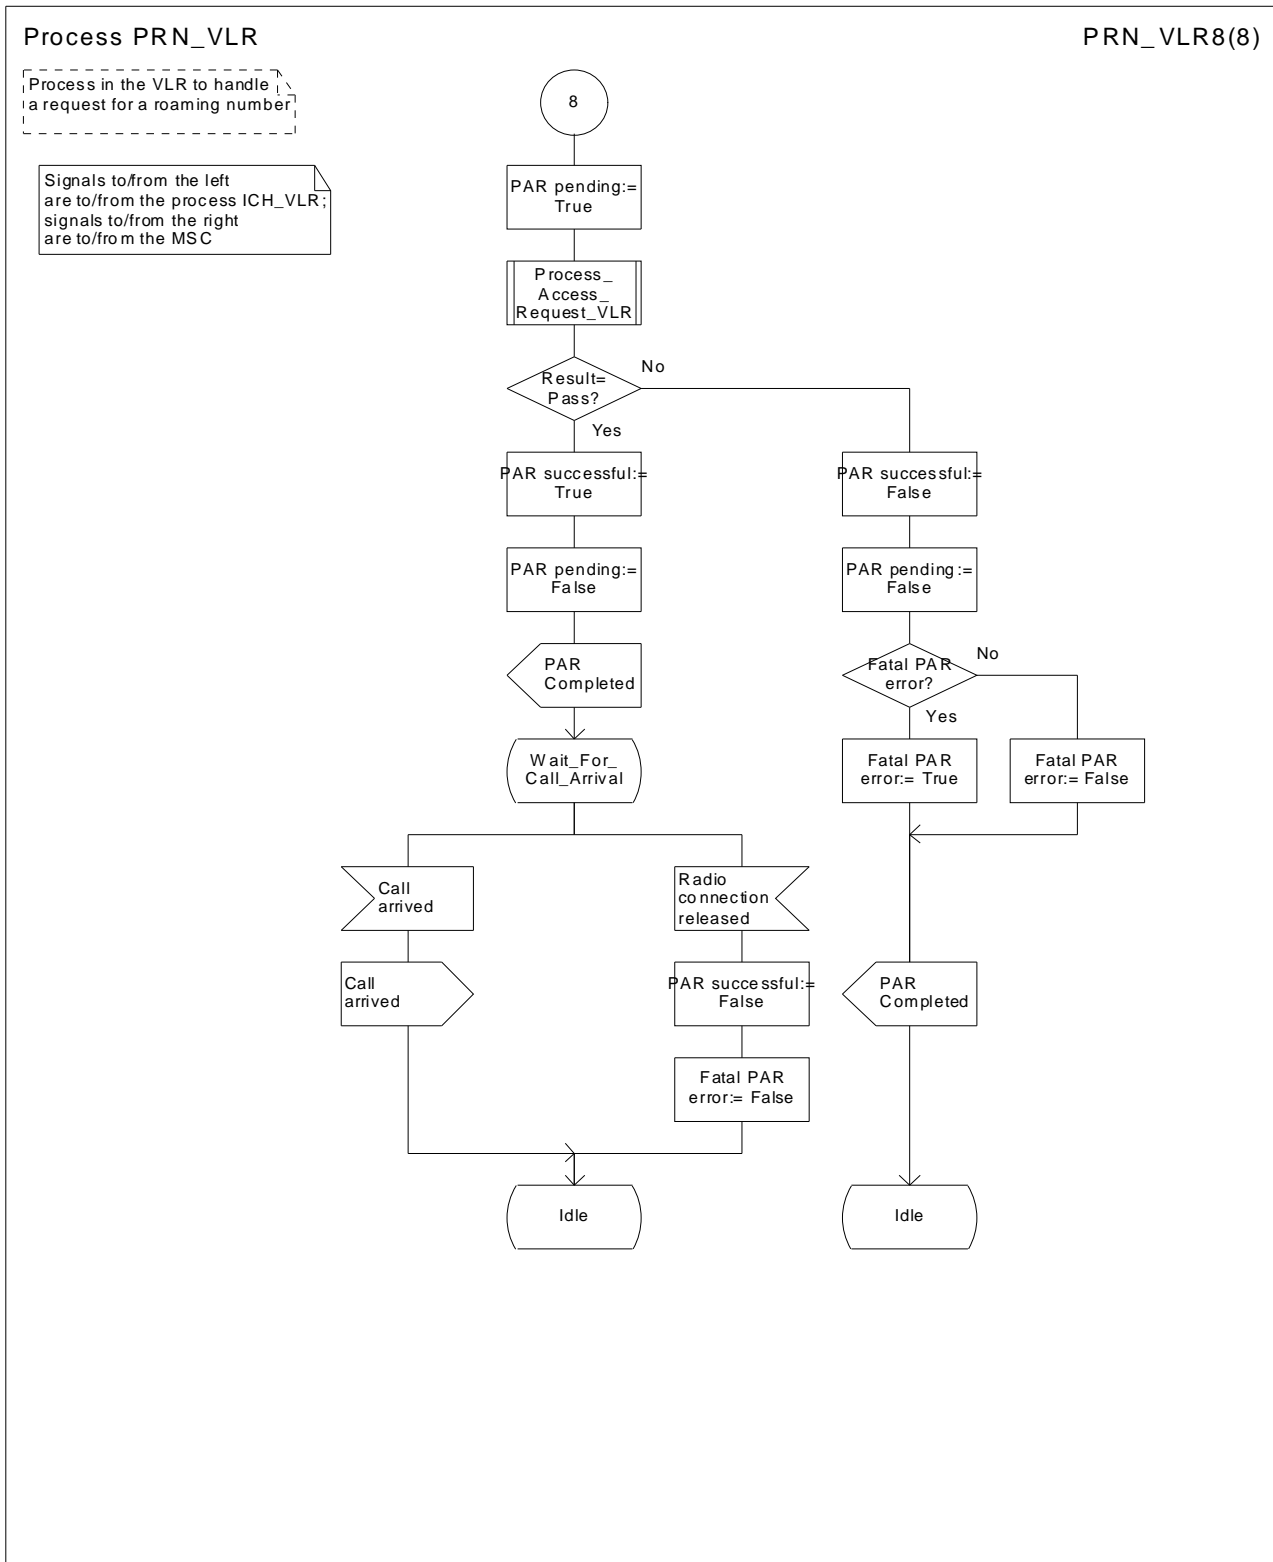 Process PRN_VLR
PRN_VLR8(8)
Process in the VLR to handle
a request for a roaming number
8
Signals to/from the left
are to/from the process ICH_VLR;
signals to/from the right
are to/from the MSC
PAR pending:=
True
Process_
Access_
Request_VLR
Result=
Pass?
No
Yes
PAR successful:=
True
PAR successful:=
False
PAR pending:=
False
PAR pending:=
False
PAR
Completed
Fatal PAR
error?
No
Yes
Wait_For_
Call_Arrival
Fatal PAR
error:= True
Fatal PAR
error:= False
Call
arrived
Radio
connection
released
Call
arrived
PAR successful:=
False
PAR
Completed
Fatal PAR
error:= False
Idle
Idle